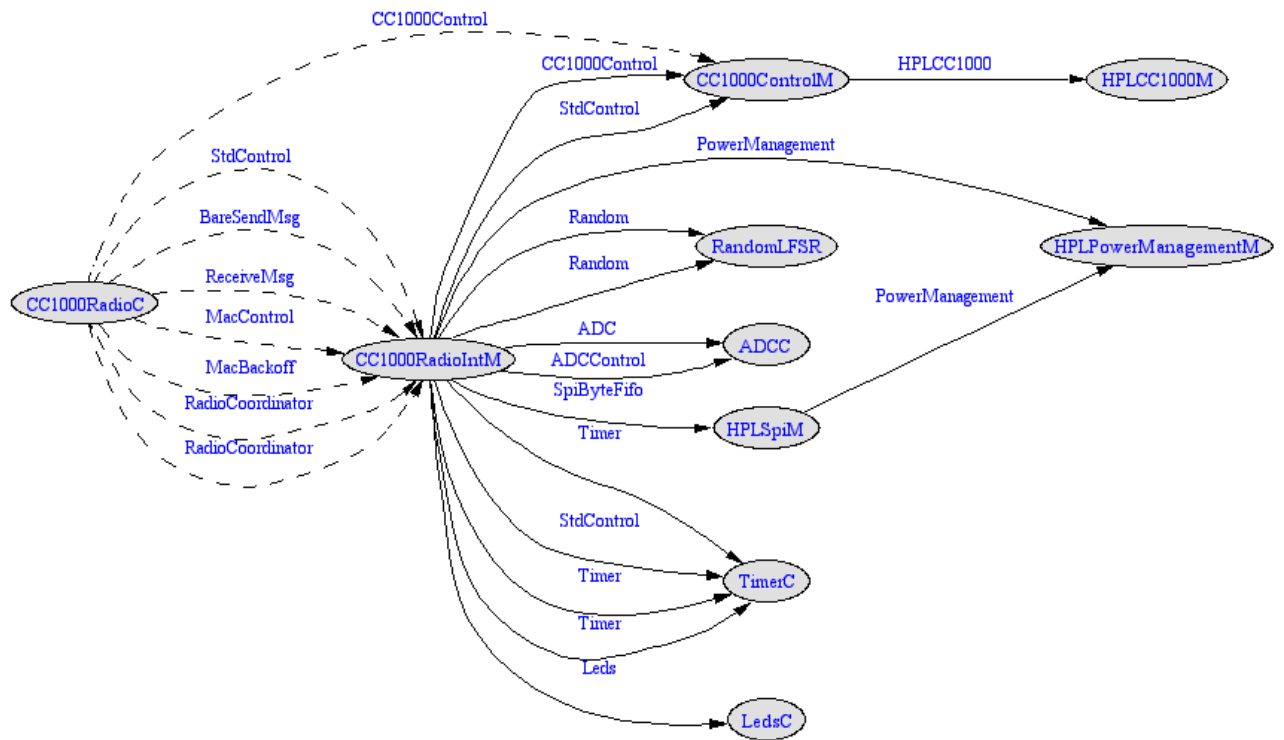 CC1000Control
CC1000Control
HPLCC1000
CC1000ControlM
HPLCC1000M
StdControl
PowerManagement
StdControl
BareSendMsg
Random
RandomLFSR
HPLPowerManagementM
Random
ReceiveMsg
PowerManagement
CC1000RadioC
MacControl
ADC
ADCC
CC1000RadioIntM
ADCControl
MacBackoff
SpiByteFifo
RadioCoordinator
Timer
HPLSpiM
RadioCoordinator
StdControl
Timer
TimerC
Timer
Leds
LedsC